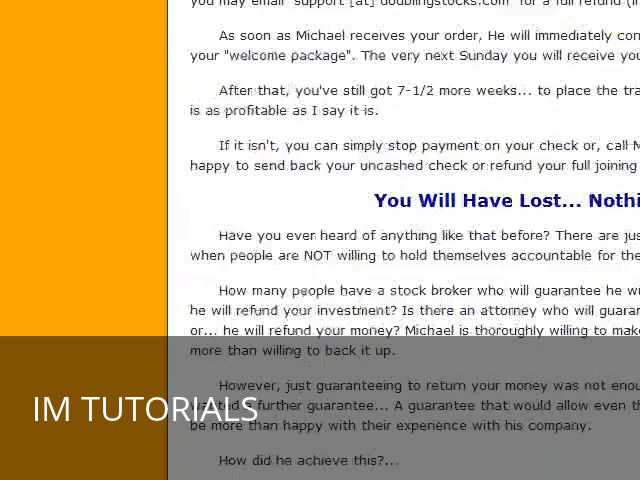 you may email "support [at] doublingstocks.com" for a full refund (in
As soon as Michael receives your order, He will immediately con
your "welcome package". The very next Sunday you will receive you
After that, you've still got 7-1/2 more weeks... to place the tra
is as profitable as I say it is.
If it isn't, you can simply stop payment on your check or, call M
happy to send back your uncashed check or refund your full joining
You Will Have Lost... Nothi
Have you ever heard of anything like that before? There are jus
when people are NOT willing to hold themselves accountable for the
How many people have a stock broker who will guarantee he wi
he will refund your investment? Is there an attorney who will guaran
or... he will refund your money? Michael is thoroughly willing to make
more than willing to back it up.
However, just guaranteeing to return your money was not enou
wanted a further guarantee... A guarantee that would allow even th
IM TUTORIALS
be more than happy with their experience with his company.
How did he achieve this?...